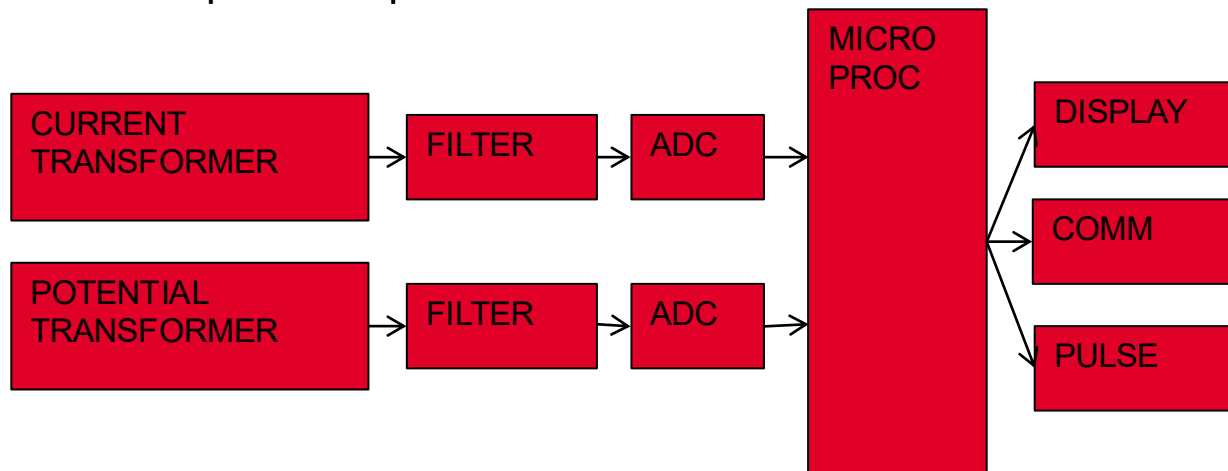 MICRO
PROC
CURRENT
TRANSFORMER
FILTER
ADC
DISPLAY
COMM
POTENTIAL
TRANSFORMER
FILTER
ADC
PULSE